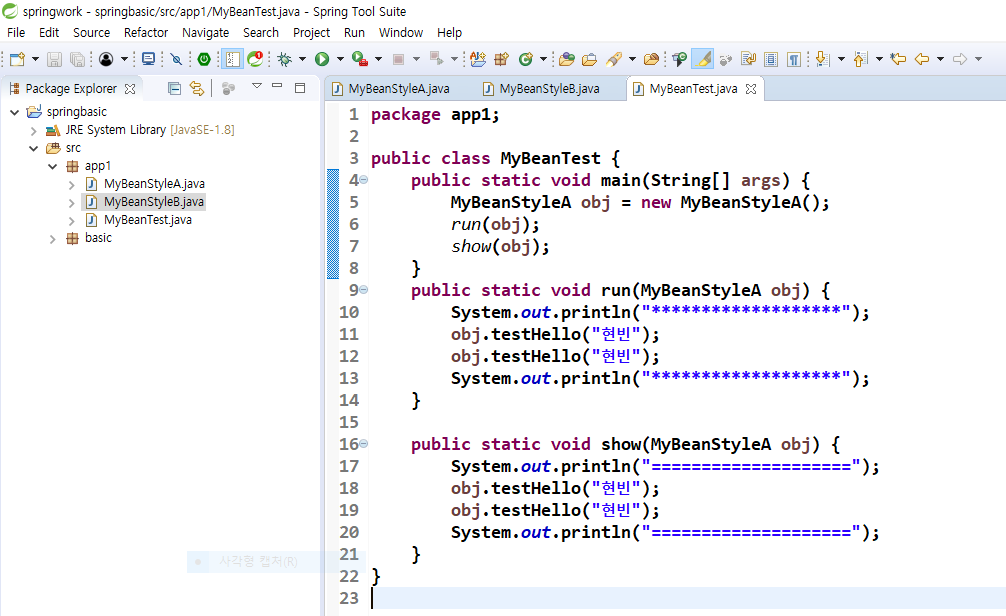 springwork - springbasic/src/app1/MyBeanTest.java - Spring Tool Suite
File Edit Source Refactor Navigate Search Project Run Window Help
Package Explorer
MyBeanStyleA.java MyBeanStyleB.java MyBeanTest.java
springbasic
JRE System Library [JavaSE-1.8]
src
app1
MyBeanStyleA.java
MyBeanStyleB.java
MyBeanTest.java
basic
1 package app1;
2
3 public class MyBeanTest {
4 public static void main(String[] args) {
5 MyBeanStyleA obj = new MyBeanStyleA();
6 run(obj);
7 show(obj);
8 }
9 public static void run(MyBeanStyleA obj) {
10 System.out.println("*******************");
11 obj.testHello("현빈");
12 obj.testHello("현빈");
13 System.out.println("*******************");
14 }
15
16 public static void show(MyBeanStyleA obj) {
17 System.out.println("====================");
18 obj.testHello("현빈");
19 obj.testHello("현빈");
20 System.out.println("====================");
21 }
22 }
23
사각형 캡처(R)